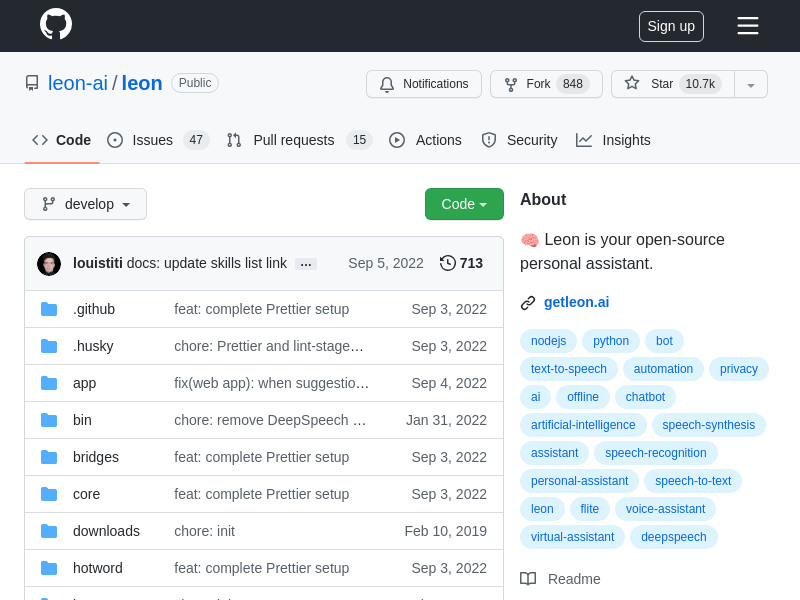 Sign up
leon-ai / leon Public
Notifications Fork 848 Star 10.7k
Code Issues 47 Pull requests 15 Actions Security Insights
develop Code
louistiti docs: update skills list link ... Sep 5, 2022 713
.github feat: complete Prettier setup Sep 3, 2022
.husky chore: Prettier and lint-stage… Sep 3, 2022
app fix(web app): when suggestio… Sep 4, 2022
bin chore: remove DeepSpeech … Jan 31, 2022
bridges feat: complete Prettier setup Sep 3, 2022
core feat: complete Prettier setup Sep 3, 2022
downloads chore: init Feb 10, 2019
hotword feat: complete Prettier setup Sep 3, 2022
About
🧠 Leon is your open-source
personal assistant.
getleon.ai
nodejs python bot
text-to-speech automation privacy
ai offline chatbot
artificial-intelligence speech-synthesis
assistant speech-recognition
personal-assistant speech-to-text
leon flite voice-assistant
virtual-assistant deepspeech
Readme